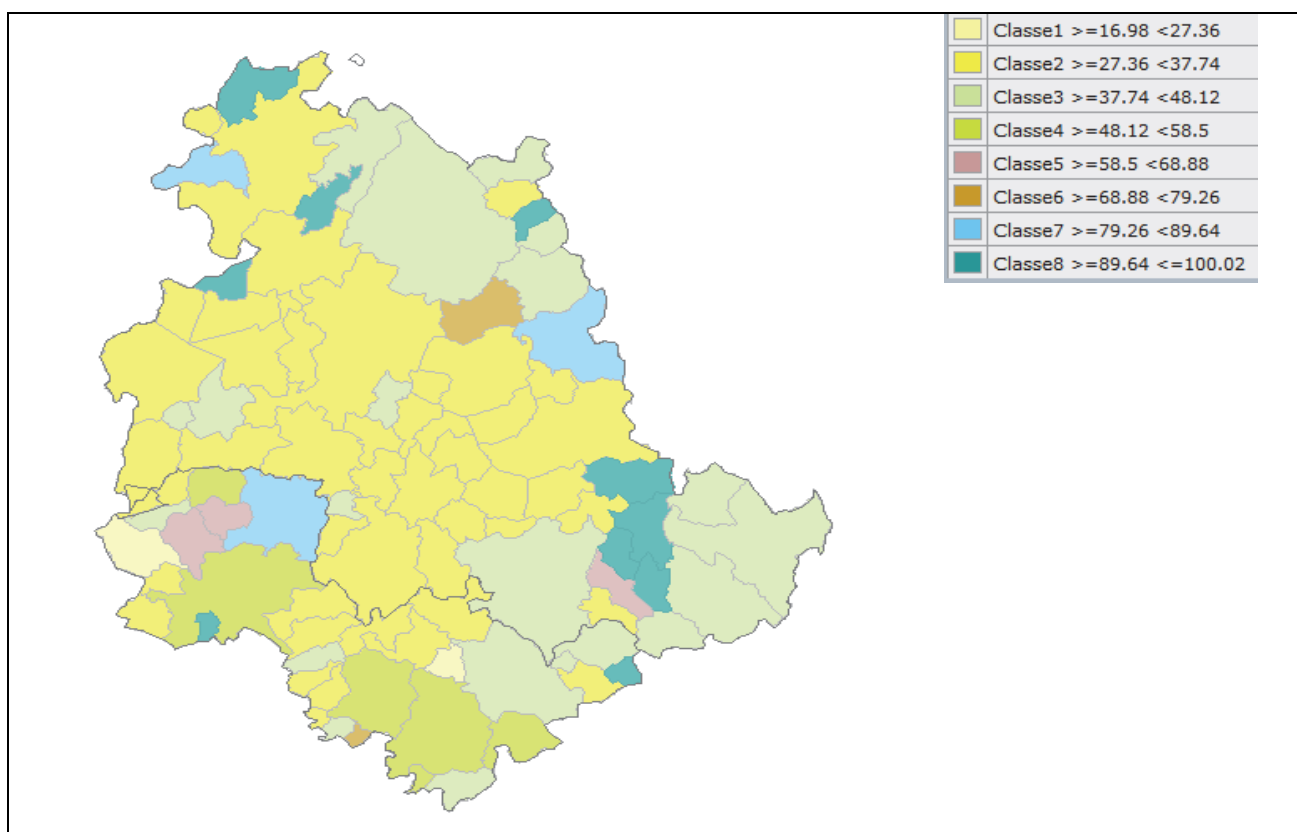 Classe1 >=16.98 <27.36
Classe2 >=27.36 <37.74
Classe3 >=37.74 <48.12
Classe4 >=48.12 <58.5
Classe5 >=58.5 <68.88
Classe6 >=68.88 <79.26
Classe7 >=79.26 <89.64
Classe8 >=89.64 <=100.02